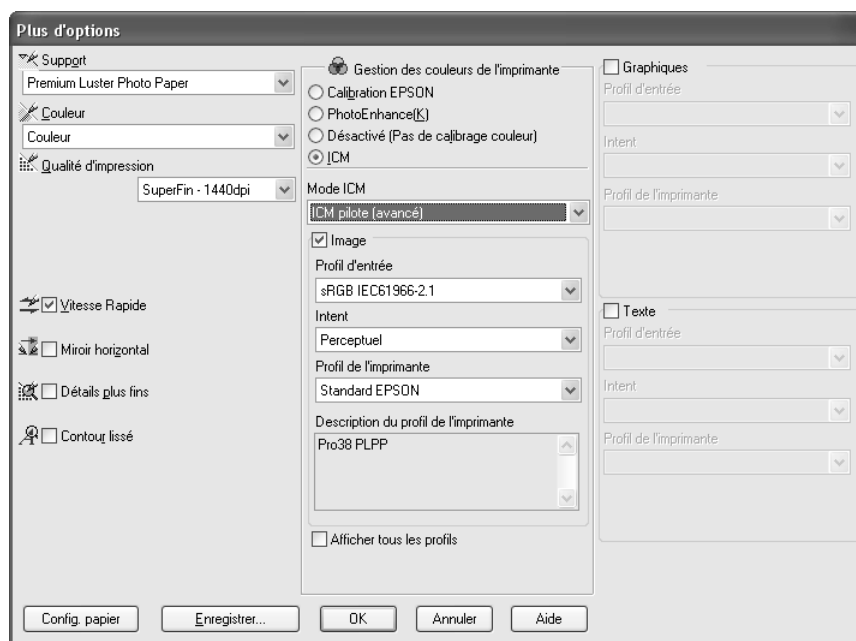 Plus d'options
Support
Premium Luster Photo Paper
Couleur
Couleur
Qualité d'impression
SuperFin - 1440dpi
Vitesse Rapide
Miroir horizontal
Détails plus fins
Contour lissé
Gestion des couleurs de l'imprimante
Calibration EPSON
PhotoEnhance(K)
Désactivé (Pas de calibrage couleur)
ICM
Mode ICM
ICM pilote (avancé)
Image
Profil d'entrée
sRGB IEC61966-2.1
Intent
Perceptuel
Profil de l'imprimante
Standard EPSON
Description du profil de l'imprimante
Pro38 PLPP
Afficher tous les profils
Graphiques
Profil d'entrée
Intent
Profil de l'imprimante
Texte
Profil d'entrée
Intent
Profil de l'imprimante
Config. papier
Enregistrer...
OK
Annuler
Aide